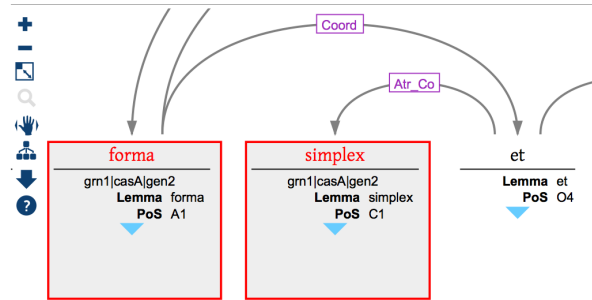 Coord
Atr_Co
forma
grn1|casA|gen2
Lemma forma
PoS A1
simplex
grn1|casA|gen2
Lemma simplex
PoS C1
et
Lemma et
PoS O4
?